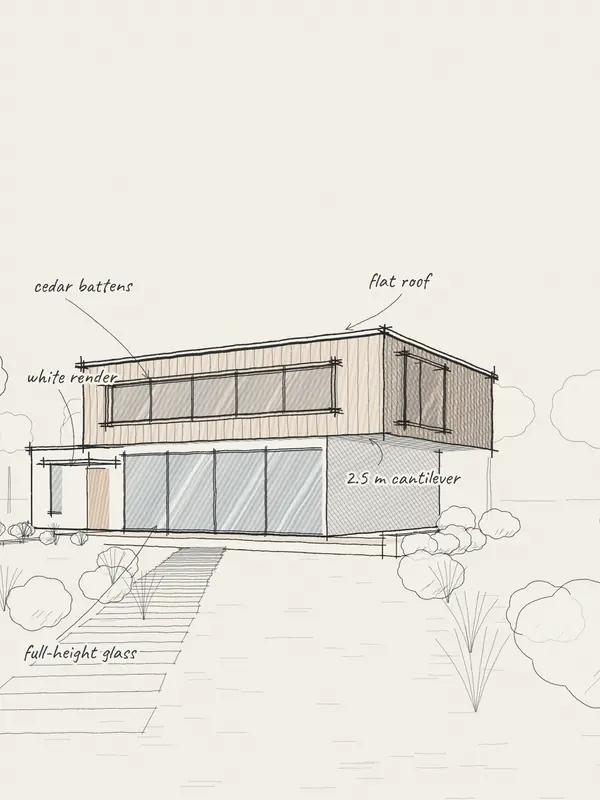 cedar battens
flat roof
white render
2.5 m cantilever
full-height glass